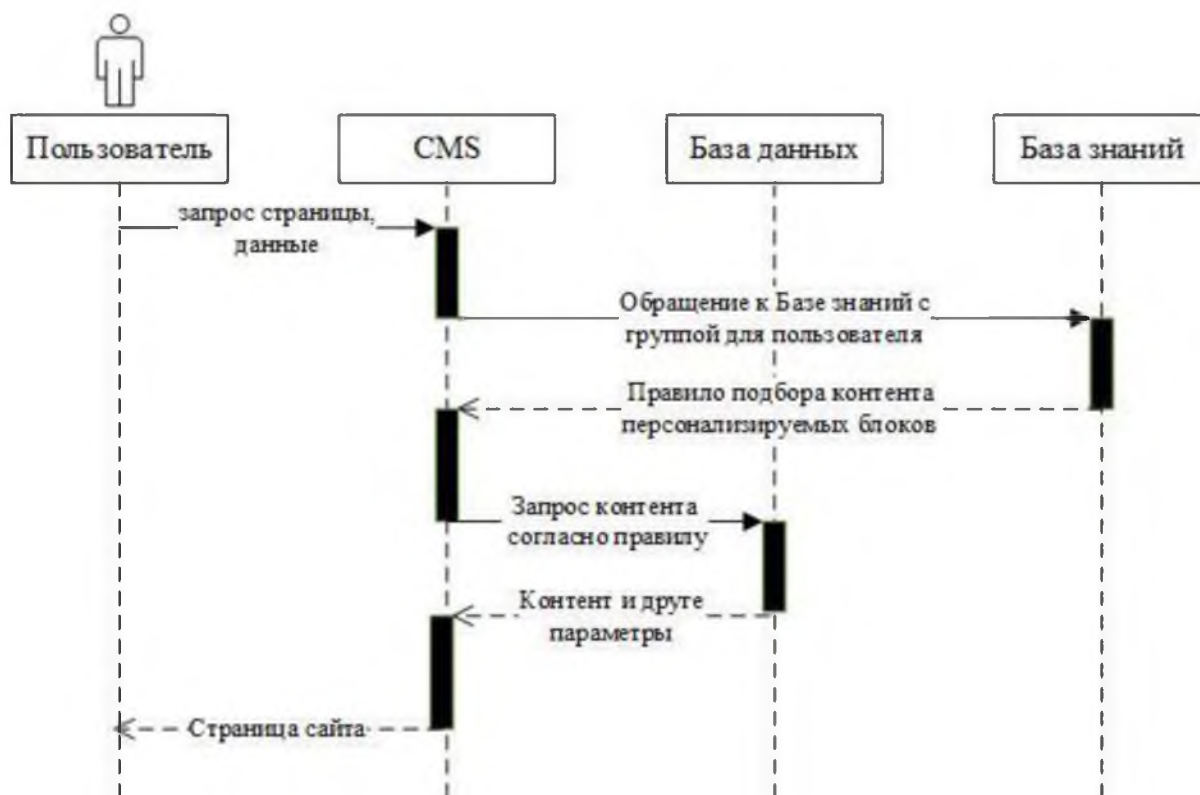 Пользователь
CMS
База данных
База знаний
запрос страницы,
данные
Обращение к Базе знаний с
группой для пользователя
Правило подбора контента
персонализируемых блоков
Запрос контента
согласно правилу
Контент и друте
параметры
Страница сайта